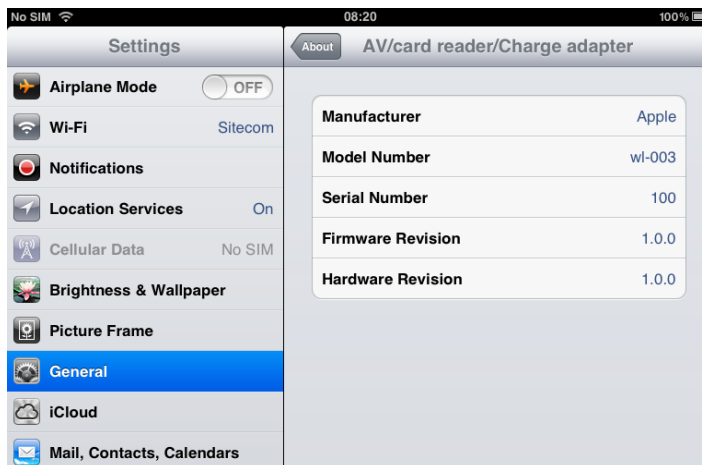 No SIM 08:20 100%
Settings
Airplane Mode OFF
Wi-Fi Sitecom
Notifications
Location Services On
Cellular Data No SIM
Brightness & Wallpaper
Picture Frame
General
iCloud
Mail, Contacts, Calendars
About AV/card reader/Charge adapter
Manufacturer Apple
Model Number wl-003
Serial Number 100
Firmware Revision 1.0.0
Hardware Revision 1.0.0